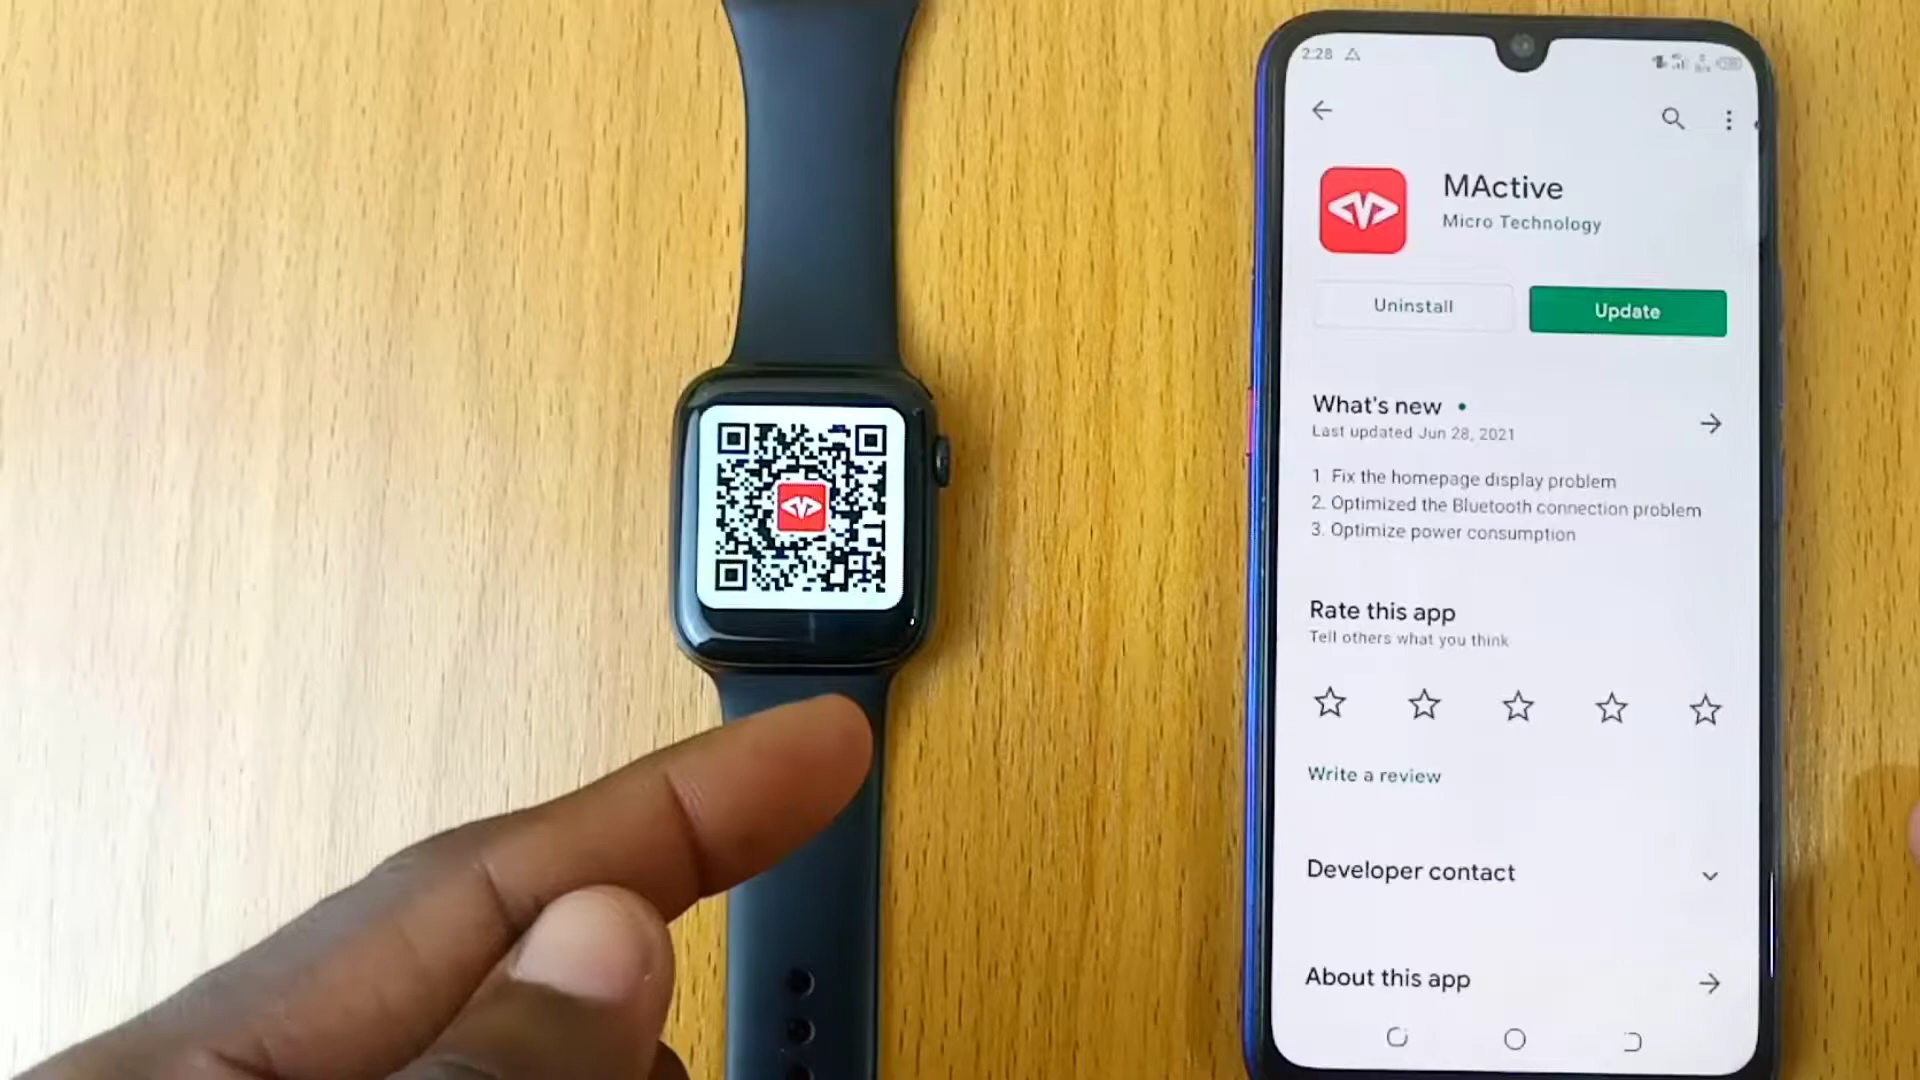 2:28
MActive
Micro Technology
Uninstall
Update
What's new
Last updated Jun 28, 2021
1. Fix the homepage display problem
2. Optimized the Bluetooth connection problem
3. Optimize power consumption
Rate this app
Tell others what you think
Write a review
Developer contact
About this app